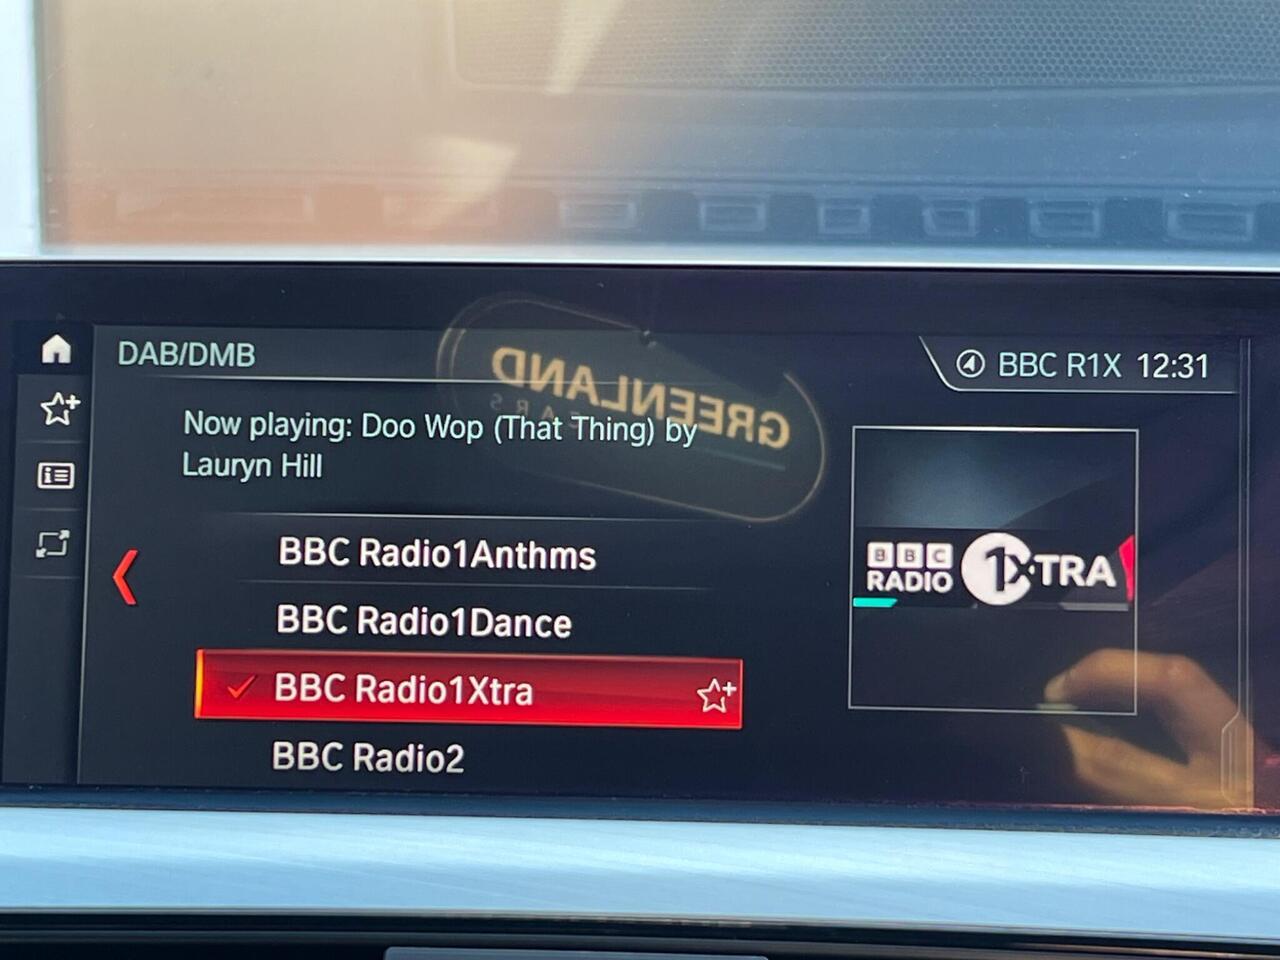 DAB/DMB
BBC R1X 12:31
GREENLAND
CARS
Now playing: Doo Wop (That Thing) by
Lauryn Hill
BBC Radio1Anthms
BBC Radio1Dance
BBC Radio1Xtra
BBC Radio2
BBC
RADIO 1XTRA